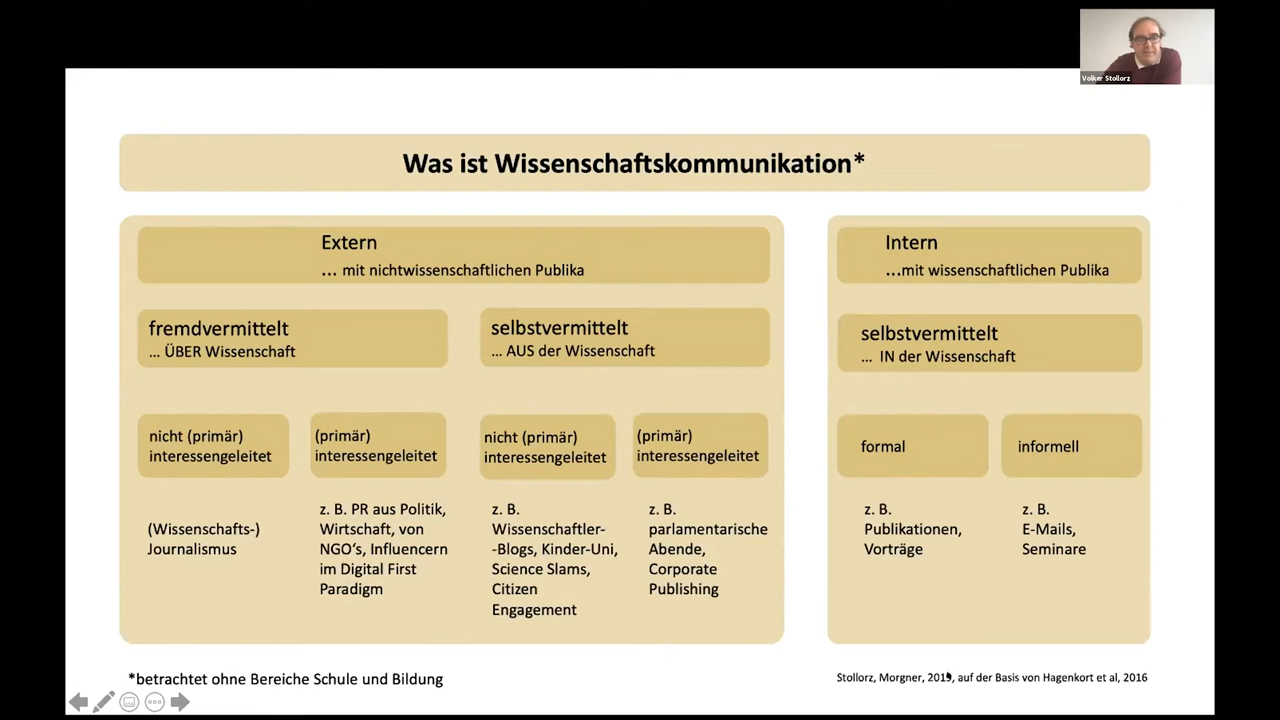 Volker Stollorz
Was ist Wissenschaftskommunikation*
Extern
... mit nichtwissenschaftlichen Publika
fremdvermittelt
... ÜBER Wissenschaft
selbstvermittelt
... AUS der Wissenschaft
nicht (primär)
interessengeleitet
(primär)
interessengeleitet
nicht (primär)
interessengeleitet
(primär)
interessengeleitet
(Wissenschafts-)
Journalismus
z. B. PR aus Politik,
Wirtschaft, von
NGO‘s, Influencern
im Digital First
Paradigm
z. B.
Wissenschaftler-
-Blogs, Kinder-Uni,
Science Slams,
Citizen
Engagement
z. B.
parlamentarische
Abende,
Corporate
Publishing
Intern
...mit wissenschaftlichen Publika
selbstvermittelt
... IN der Wissenschaft
formal
informell
z. B.
Publikationen,
Vorträge
z. B.
E-Mails,
Seminare
*betrachtet ohne Bereiche Schule und Bildung
Stollorz, Morgner, 2019, auf der Basis von Hagenkort et al, 2016